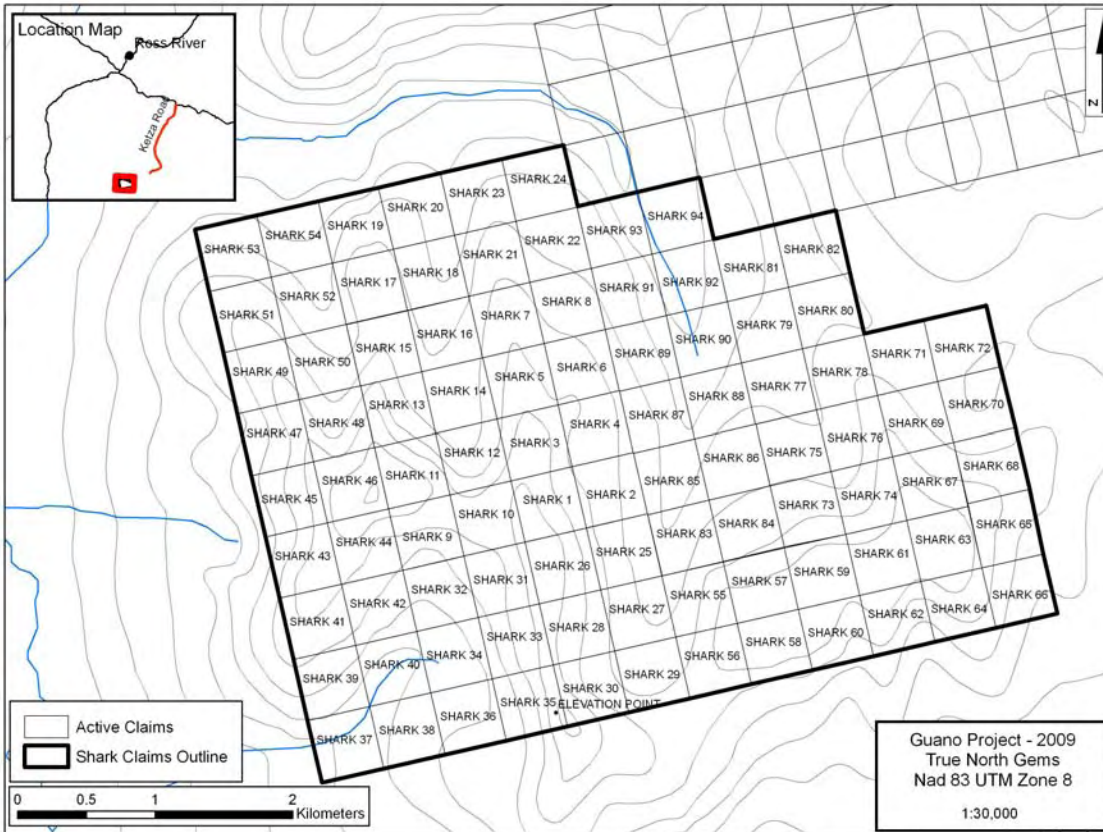 Location Map
Ross River
Ketza Road
N
SHARK 24
SHARK 23
SHARK 20
SHARK 19
SHARK 54
SHARK 53
SHARK 94
SHARK 93
SHARK 22
SHARK 21
SHARK 18
SHARK 17
SHARK 52
SHARK 51
SHARK 82
SHARK 81
SHARK 92
SHARK 91
SHARK 8
SHARK 7
SHARK 16
SHARK 15
SHARK 50
SHARK 49
SHARK 80
SHARK 79
SHARK 90
SHARK 89
SHARK 6
SHARK 5
SHARK 14
SHARK 13
SHARK 48
SHARK 47
SHARK 72
SHARK 71
SHARK 78
SHARK 77
SHARK 88
SHARK 87
SHARK 4
SHARK 3
SHARK 12
SHARK 11
SHARK 46
SHARK 45
SHARK 70
SHARK 69
SHARK 76
SHARK 75
SHARK 86
SHARK 85
SHARK 2
SHARK 1
SHARK 10
SHARK 9
SHARK 44
SHARK 43
SHARK 68
SHARK 67
SHARK 74
SHARK 73
SHARK 84
SHARK 83
SHARK 25
SHARK 26
SHARK 31
SHARK 32
SHARK 42
SHARK 41
SHARK 65
SHARK 63
SHARK 61
SHARK 59
SHARK 57
SHARK 55
SHARK 27
SHARK 28
SHARK 33
SHARK 34
SHARK 40
SHARK 39
SHARK 66
SHARK 64
SHARK 62
SHARK 60
SHARK 58
SHARK 56
SHARK 29
SHARK 30
SHARK 35
SHARK 36
SHARK 38
SHARK 37
ELEVATION POINT
Active Claims
Shark Claims Outline
0 0.5 1 2
Kilometers
Guano Project - 2009
True North Gems
Nad 83 UTM Zone 8
1:30,000